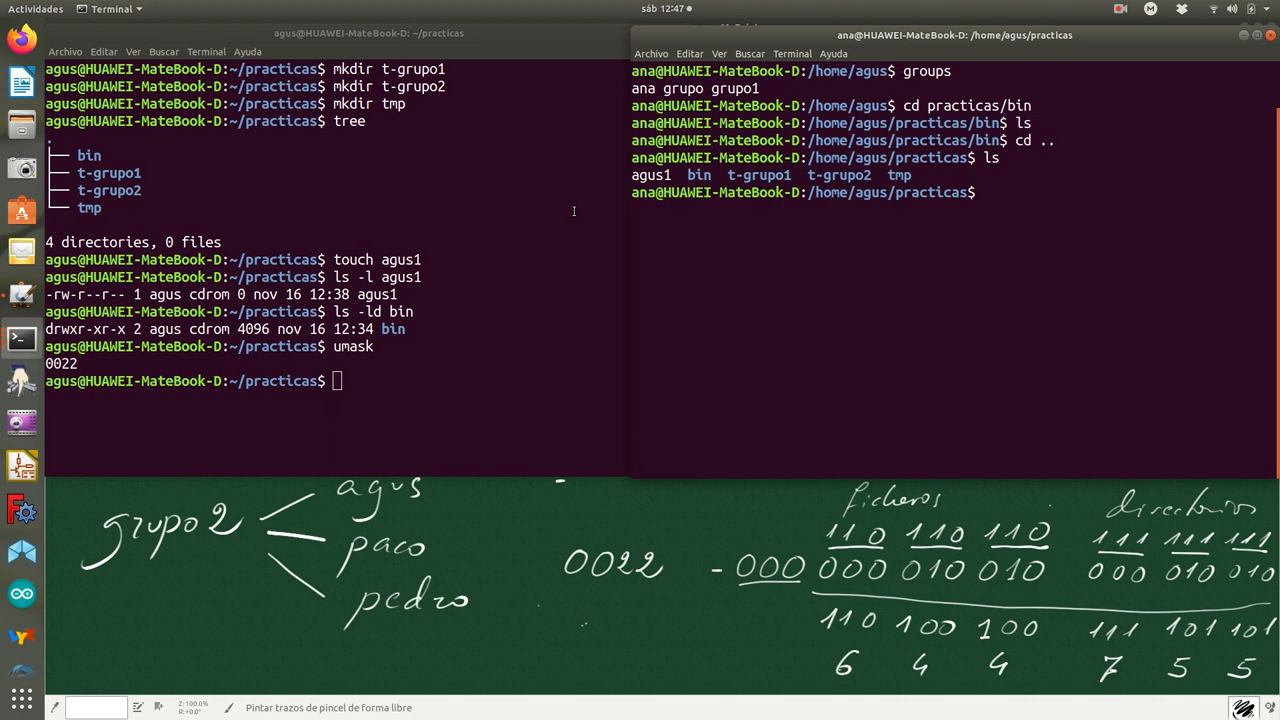 Actividades Terminal sáb 12:47
agus@HUAWEI-MateBook-D: ~/practicas
Archivo Editar Ver Buscar Terminal Ayuda
agus@HUAWEI-MateBook-D:~/practicas$ mkdir t-grupo1
agus@HUAWEI-MateBook-D:~/practicas$ mkdir t-grupo2
agus@HUAWEI-MateBook-D:~/practicas$ mkdir tmp
agus@HUAWEI-MateBook-D:~/practicas$ tree
.
├── bin
├── t-grupo1
├── t-grupo2
└── tmp
4 directories, 0 files
agus@HUAWEI-MateBook-D:~/practicas$ touch agus1
agus@HUAWEI-MateBook-D:~/practicas$ ls -l agus1
-rw-r--r-- 1 agus cdrom 0 nov 16 12:38 agus1
agus@HUAWEI-MateBook-D:~/practicas$ ls -ld bin
drwxr-xr-x 2 agus cdrom 4096 nov 16 12:34 bin
agus@HUAWEI-MateBook-D:~/practicas$ umask
0022
agus@HUAWEI-MateBook-D:~/practicas$
ana@HUAWEI-MateBook-D: /home/agus/practicas
Archivo Editar Ver Buscar Terminal Ayuda
ana@HUAWEI-MateBook-D:/home/agus$ groups
ana grupo grupo1
ana@HUAWEI-MateBook-D:/home/agus$ cd practicas/bin
ana@HUAWEI-MateBook-D:/home/agus/practicas/bin$ ls
ana@HUAWEI-MateBook-D:/home/agus/practicas/bin$ cd ..
ana@HUAWEI-MateBook-D:/home/agus/practicas$ ls
agus1 bin t-grupo1 t-grupo2 tmp
ana@HUAWEI-MateBook-D:/home/agus/practicas$
grupo2
agus
paco
pedro
ficheros directorios
110 110 110 111 111 111
0022 - 000 000 010 010 000 010 010
110 100 100 111 101 101
6 4 4 7 5 5
Z: 100.0%
R: +0.0°
Pintar trazos de pincel de forma libre